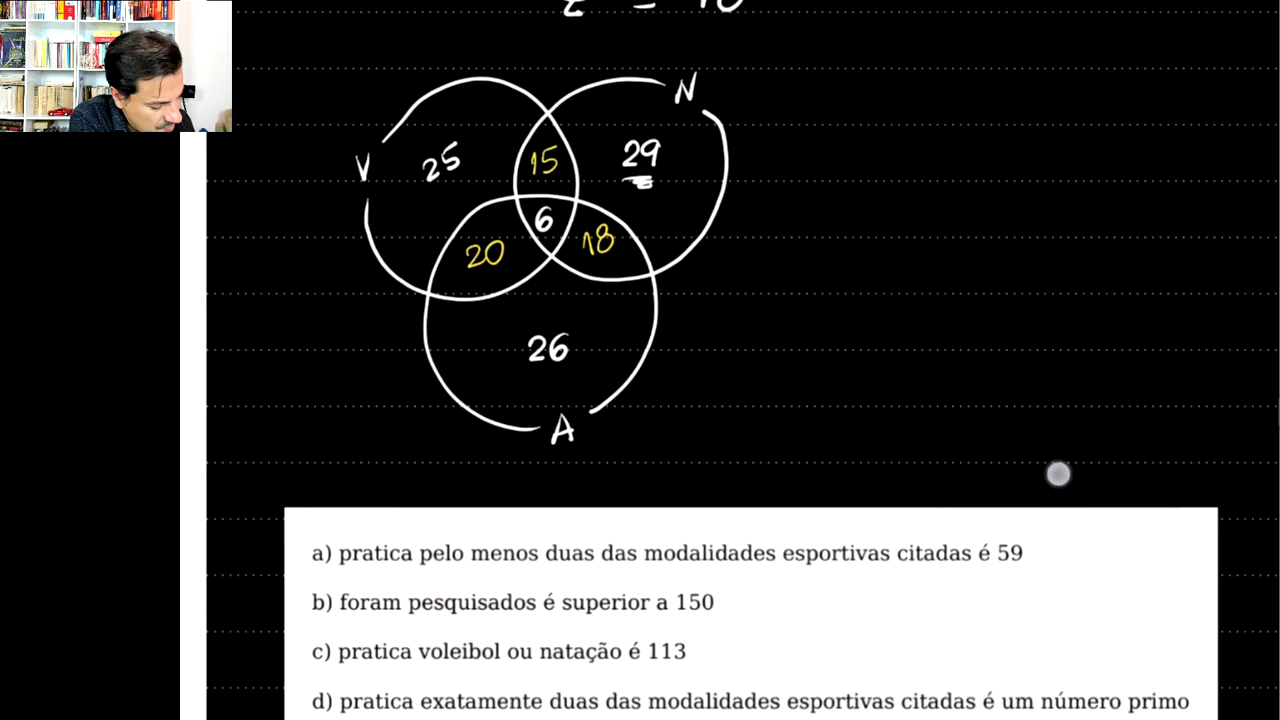 N
V
25
15
29
6
20
18
26
A
a) pratica pelo menos duas das modalidades esportivas citadas é 59
b) foram pesquisados é superior a 150
c) pratica voleibol ou natação é 113
d) pratica exatamente duas das modalidades esportivas citadas é um número primo